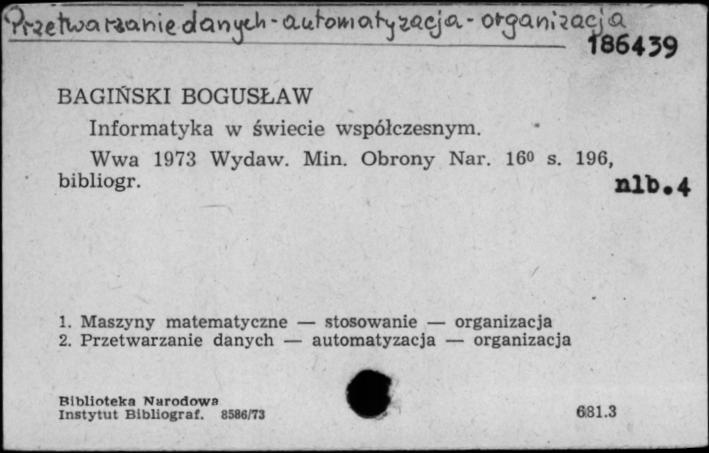 Przetwarzanie danych - automatyzacja - organizacja
186439
BAGIŃSKI BOGUSŁAW
Informatyka w świecie współczesnym.
Wwa 1973 Wydaw. Min. Obrony Nar. 16⁰ s. 196,
bibliogr.
nlb.4
1. Maszyny matematyczne — stosowanie — organizacja
2. Przetwarzanie danych — automatyzacja — organizacja
Biblioteka Narodowa
Instytut Bibliograf. 8586/73
681.3